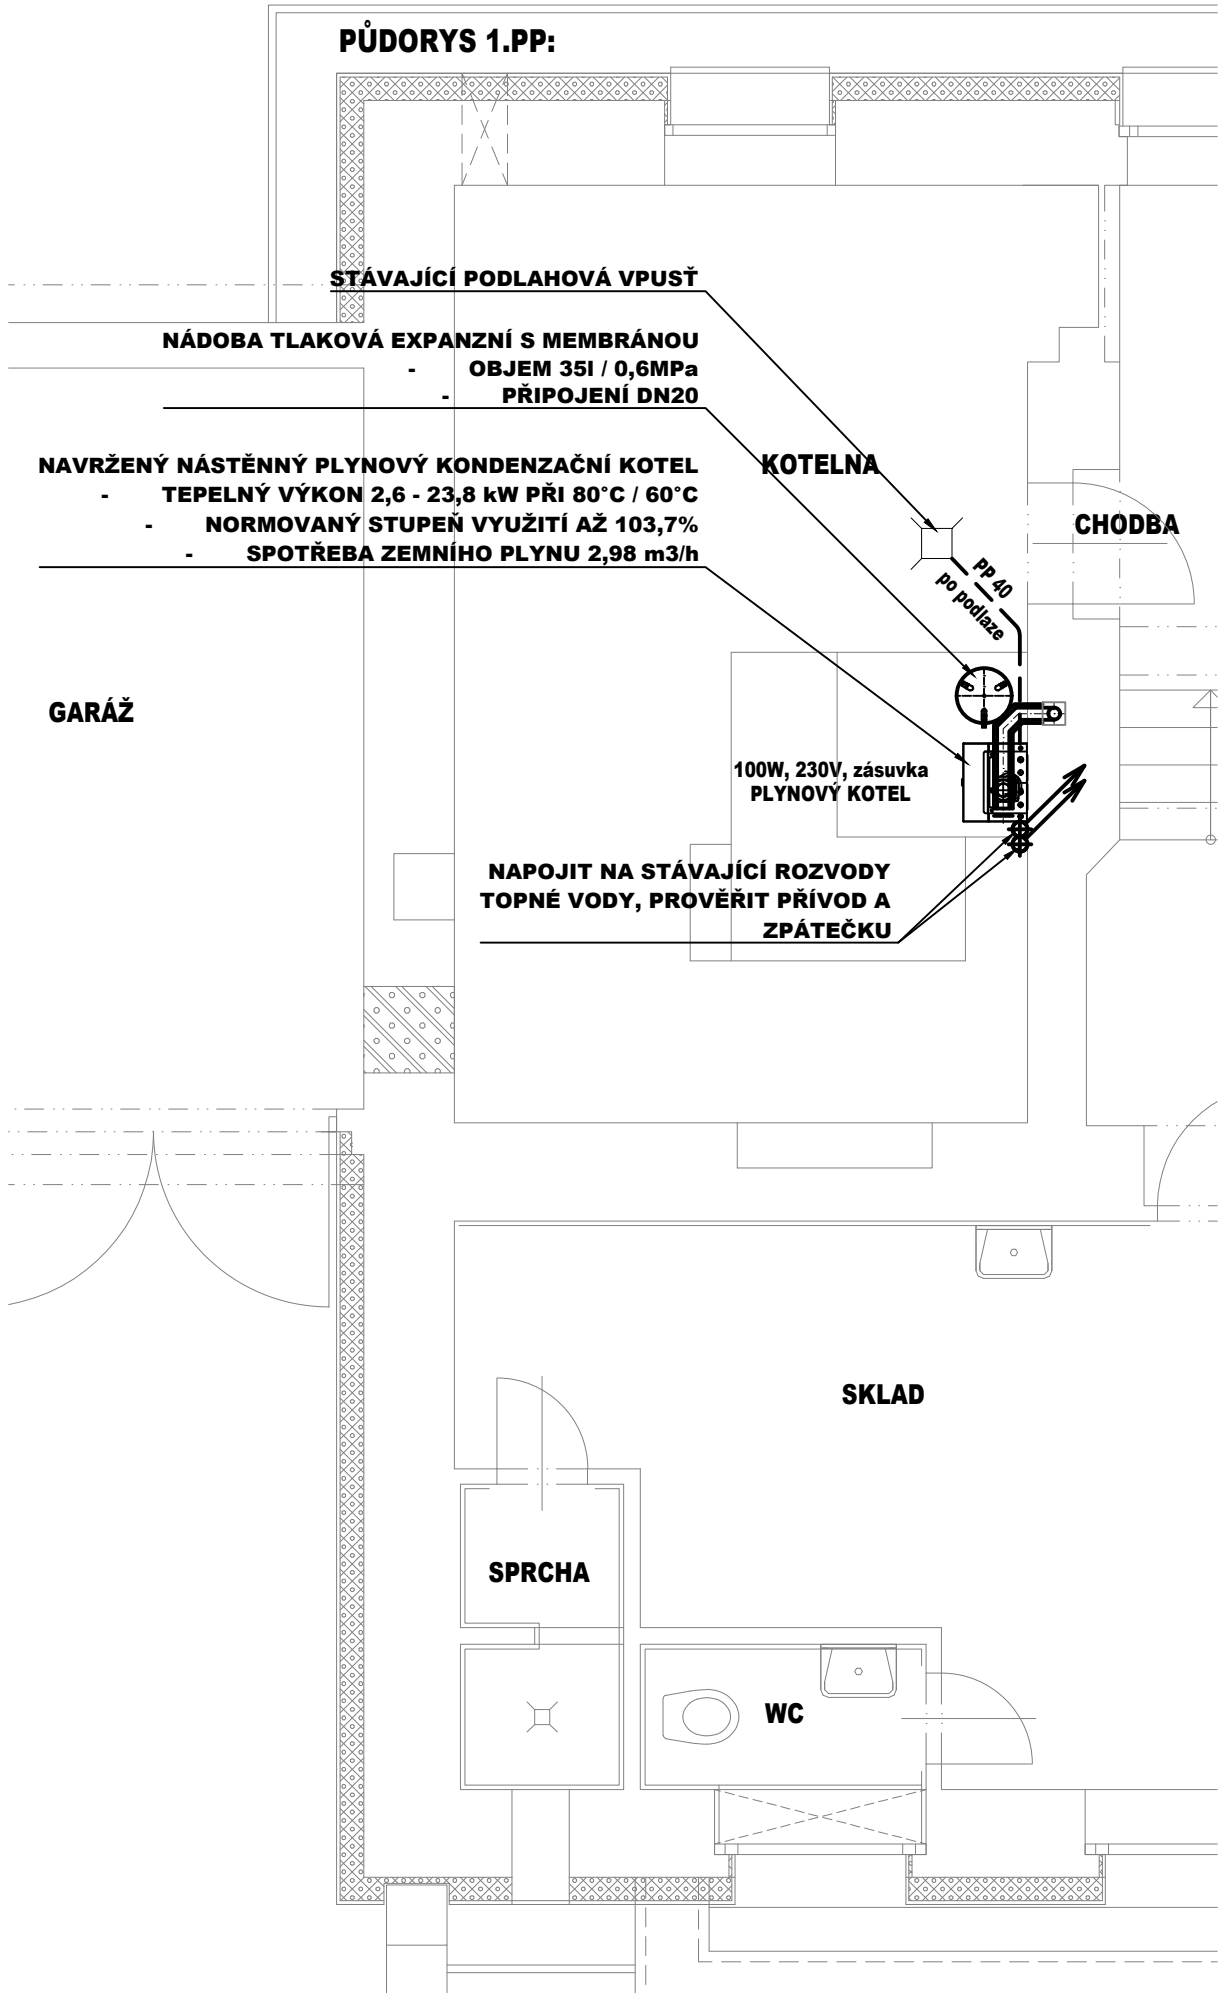 PŮDORYS 1.PP:
STÁVAJÍCÍ PODLAHOVÁ VPUSŤ
NÁDOBA TLAKOVÁ EXPANZNÍ S MEMBRÁNOU
- OBJEM 35l / 0,6MPa
- PŘIPOJENÍ DN20
NAVRŽENÝ NÁSTĚNNÝ PLYNOVÝ KONDENZAČNÍ KOTEL
- TEPELNÝ VÝKON 2,6 - 23,8 kW PŘI 80°C / 60°C
- NORMOVANÝ STUPEŇ VYUŽITÍ AŽ 103,7%
- SPOTŘEBA ZEMNÍHO PLYNU 2,98 m3/h
KOTELNA
CHODBA
PP 40
po podlaze
GARÁŽ
100W, 230V, zásuvka
PLYNOVÝ KOTEL
NAPOJIT NA STÁVAJÍCÍ ROZVODY
TOPNÉ VODY, PROVĚŘIT PŘÍVOD A
ZPÁTEČKU
SKLAD
SPRCHA
WC